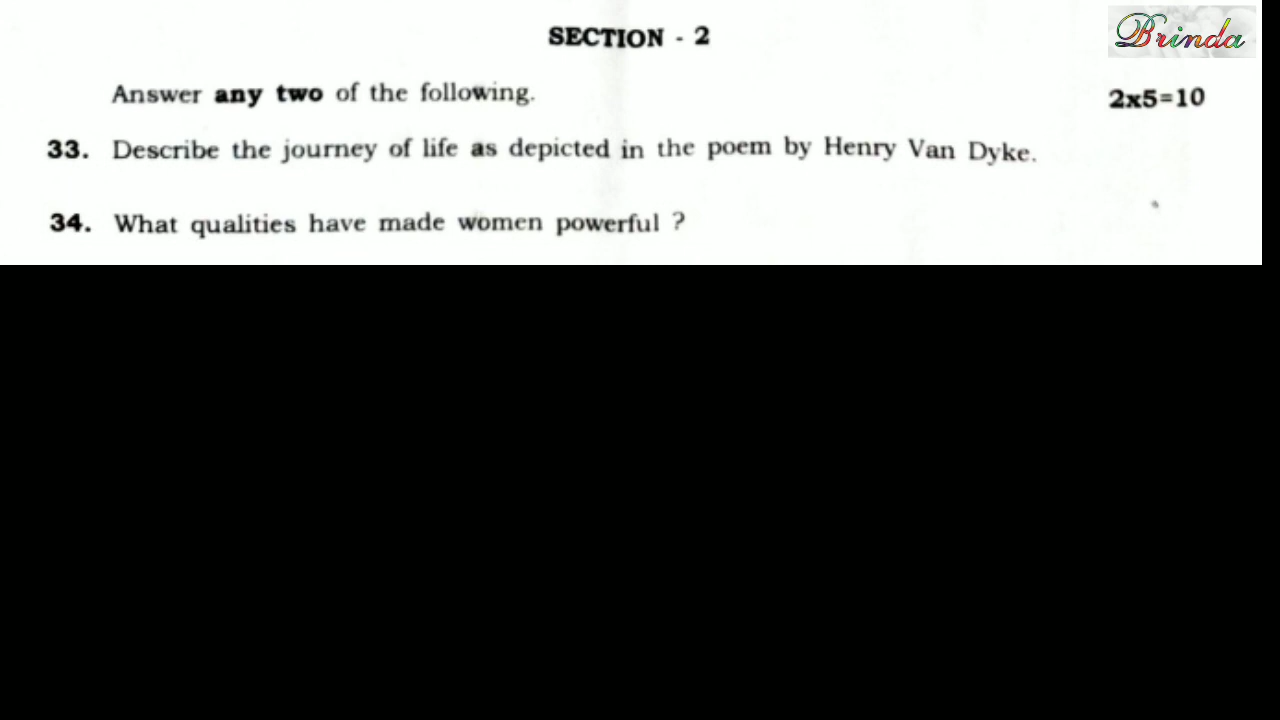 SECTION - 2
Brinda
Answer any two of the following.
2x5=10
33. Describe the journey of life as depicted in the poem by Henry Van Dyke.
34. What qualities have made women powerful ?